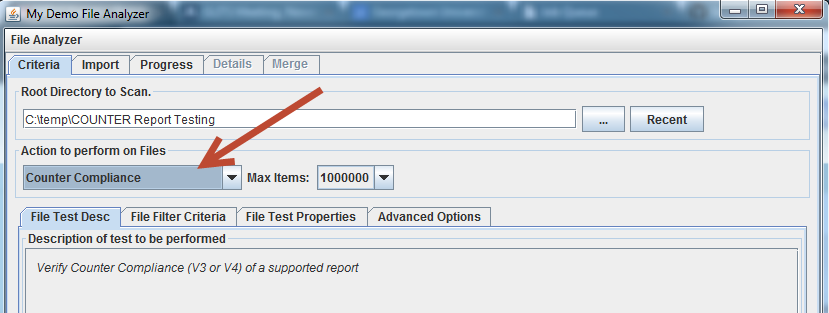 My Demo File Analyzer
File Analyzer
Criteria Import Progress Details Merge
Root Directory to Scan.
C:\temp\COUNTER Report Testing ... Recent
Action to perform on Files
Counter Compliance Max Items: 1000000
File Test Desc File Filter Criteria File Test Properties Advanced Options
Description of test to be performed
Verify Counter Compliance (V3 or V4) of a supported report